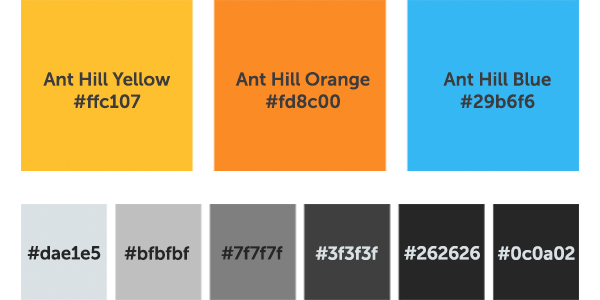 Ant Hill Yellow
#ffc107
Ant Hill Orange
#fd8c00
Ant Hill Blue
#29b6f6
#dae1e5
#bfbfbf
#7f7f7f
#3f3f3f
#262626
#0c0a02